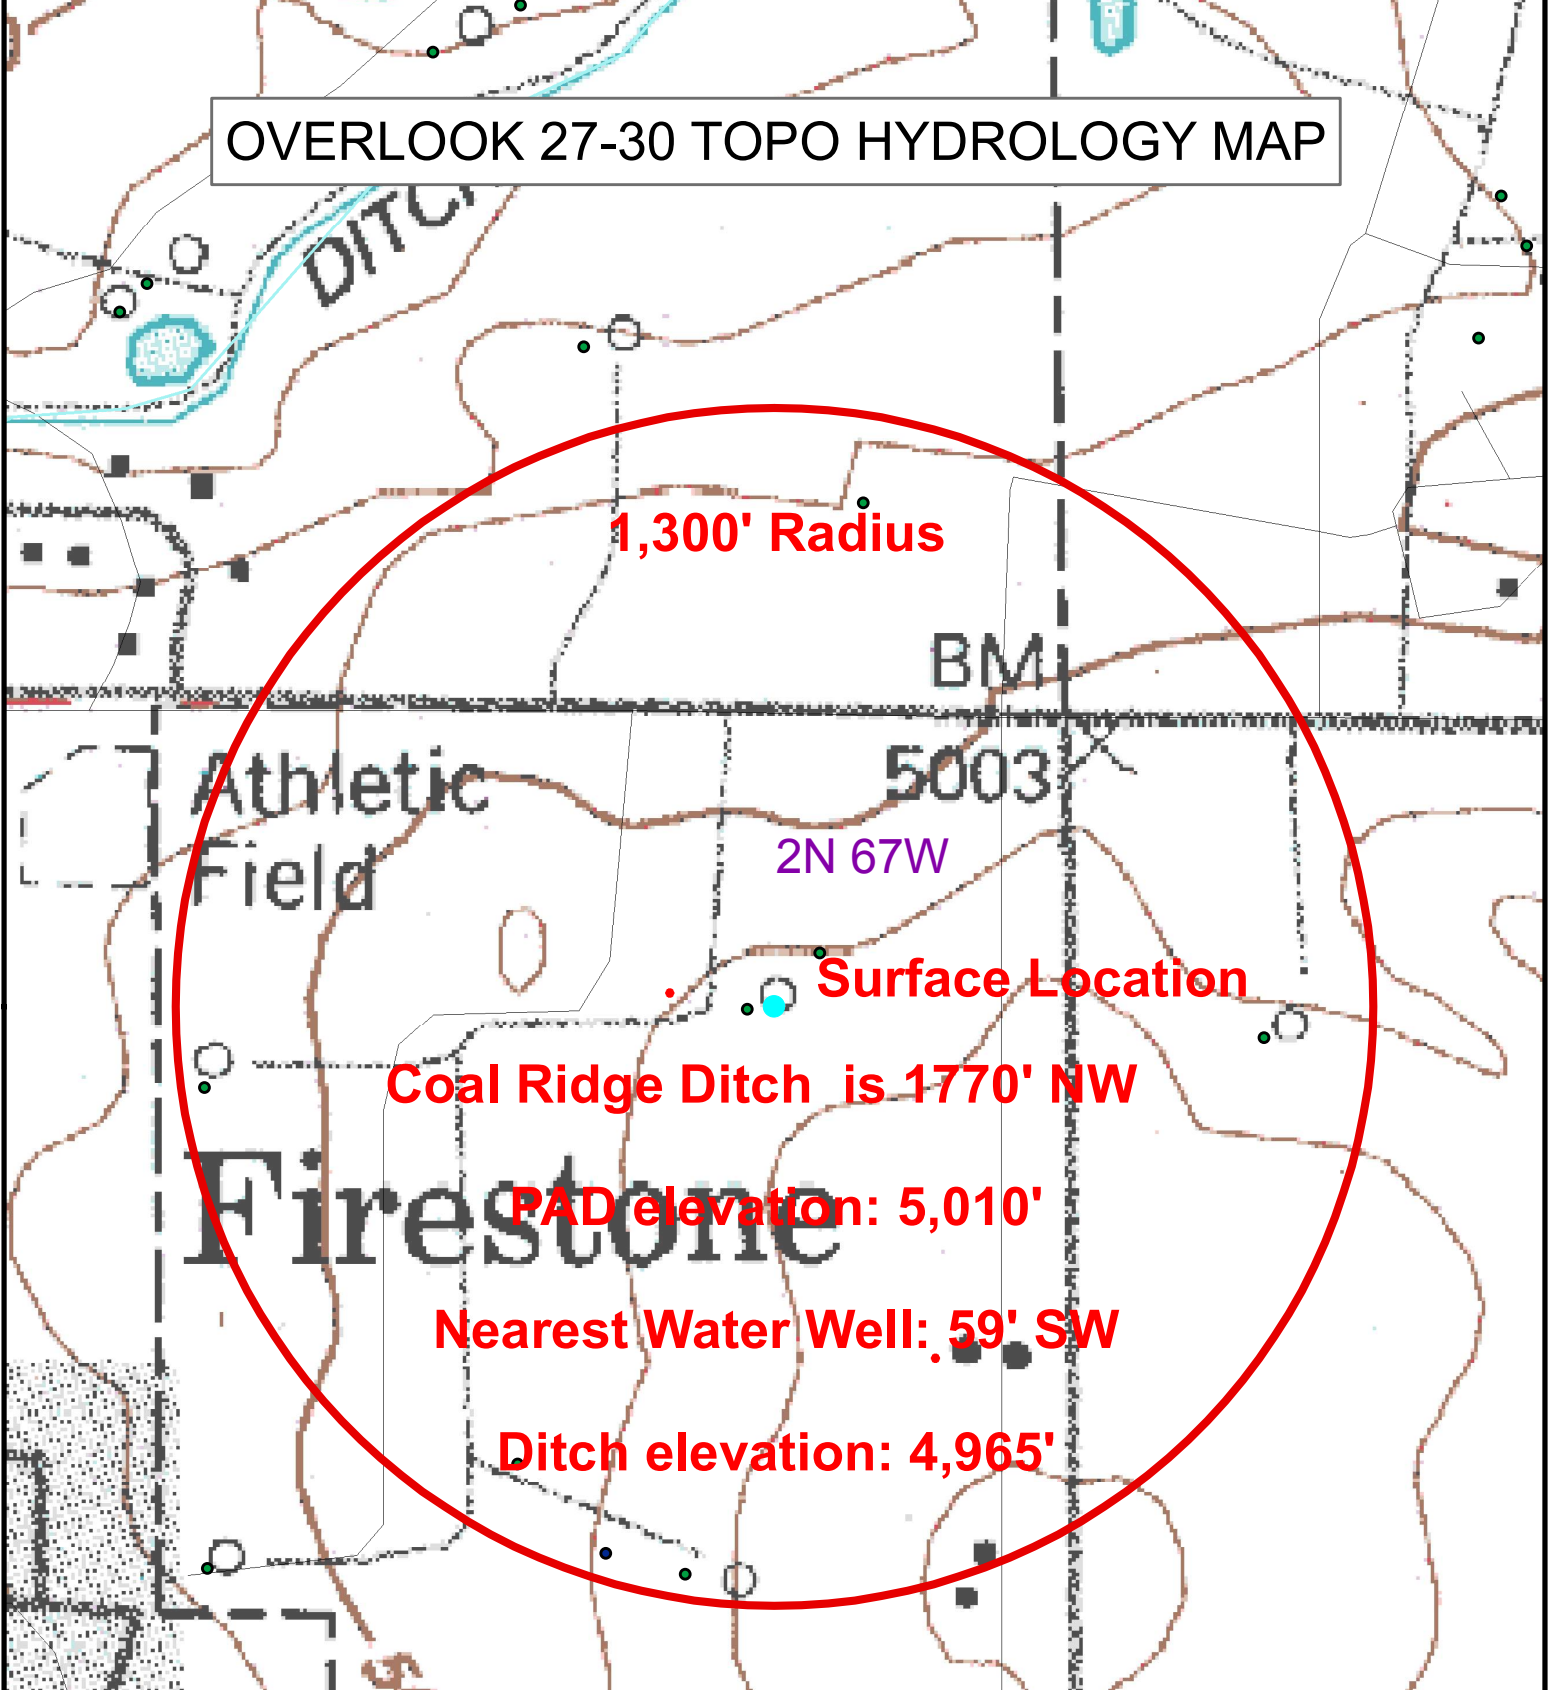 OVERLOOK 27-30 TOPO HYDROLOGY MAP
DITCH
1,300' Radius
BM
5003
Athletic
Field
2N 67W
Surface Location
Coal Ridge Ditch is 1770' NW
Firestone
PAD elevation: 5,010'
Nearest Water Well: 59' SW
Ditch elevation: 4,965'